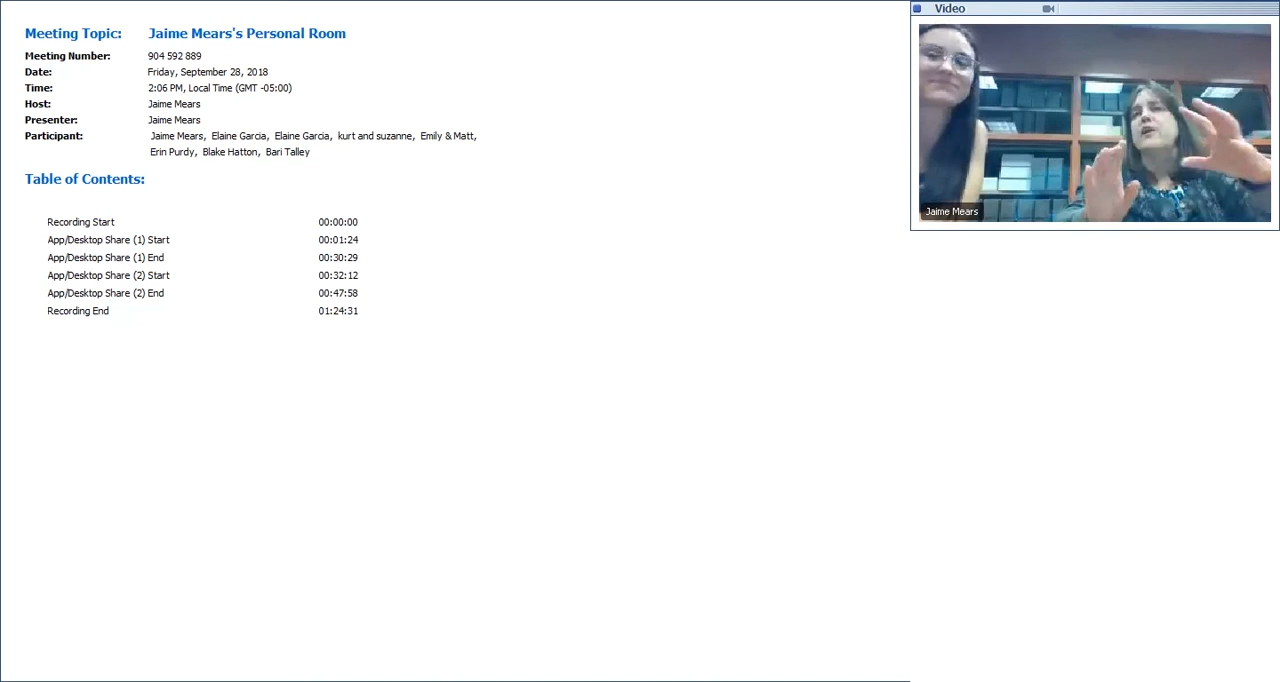 Meeting Topic: Jaime Mears's Personal Room
Meeting Number: 904 592 889
Date: Friday, September 28, 2018
Time: 2:06 PM, Local Time (GMT -05:00)
Host: Jaime Mears
Presenter: Jaime Mears
Participant: Jaime Mears, Elaine Garcia, Elaine Garcia, kurt and suzanne, Emily & Matt,
Erin Purdy, Blake Hatton, Bari Talley
Table of Contents:
Recording Start 00:00:00
App/Desktop Share (1) Start 00:01:24
App/Desktop Share (1) End 00:30:29
App/Desktop Share (2) Start 00:32:12
App/Desktop Share (2) End 00:47:58
Recording End 01:24:31
Video
Jaime Mears